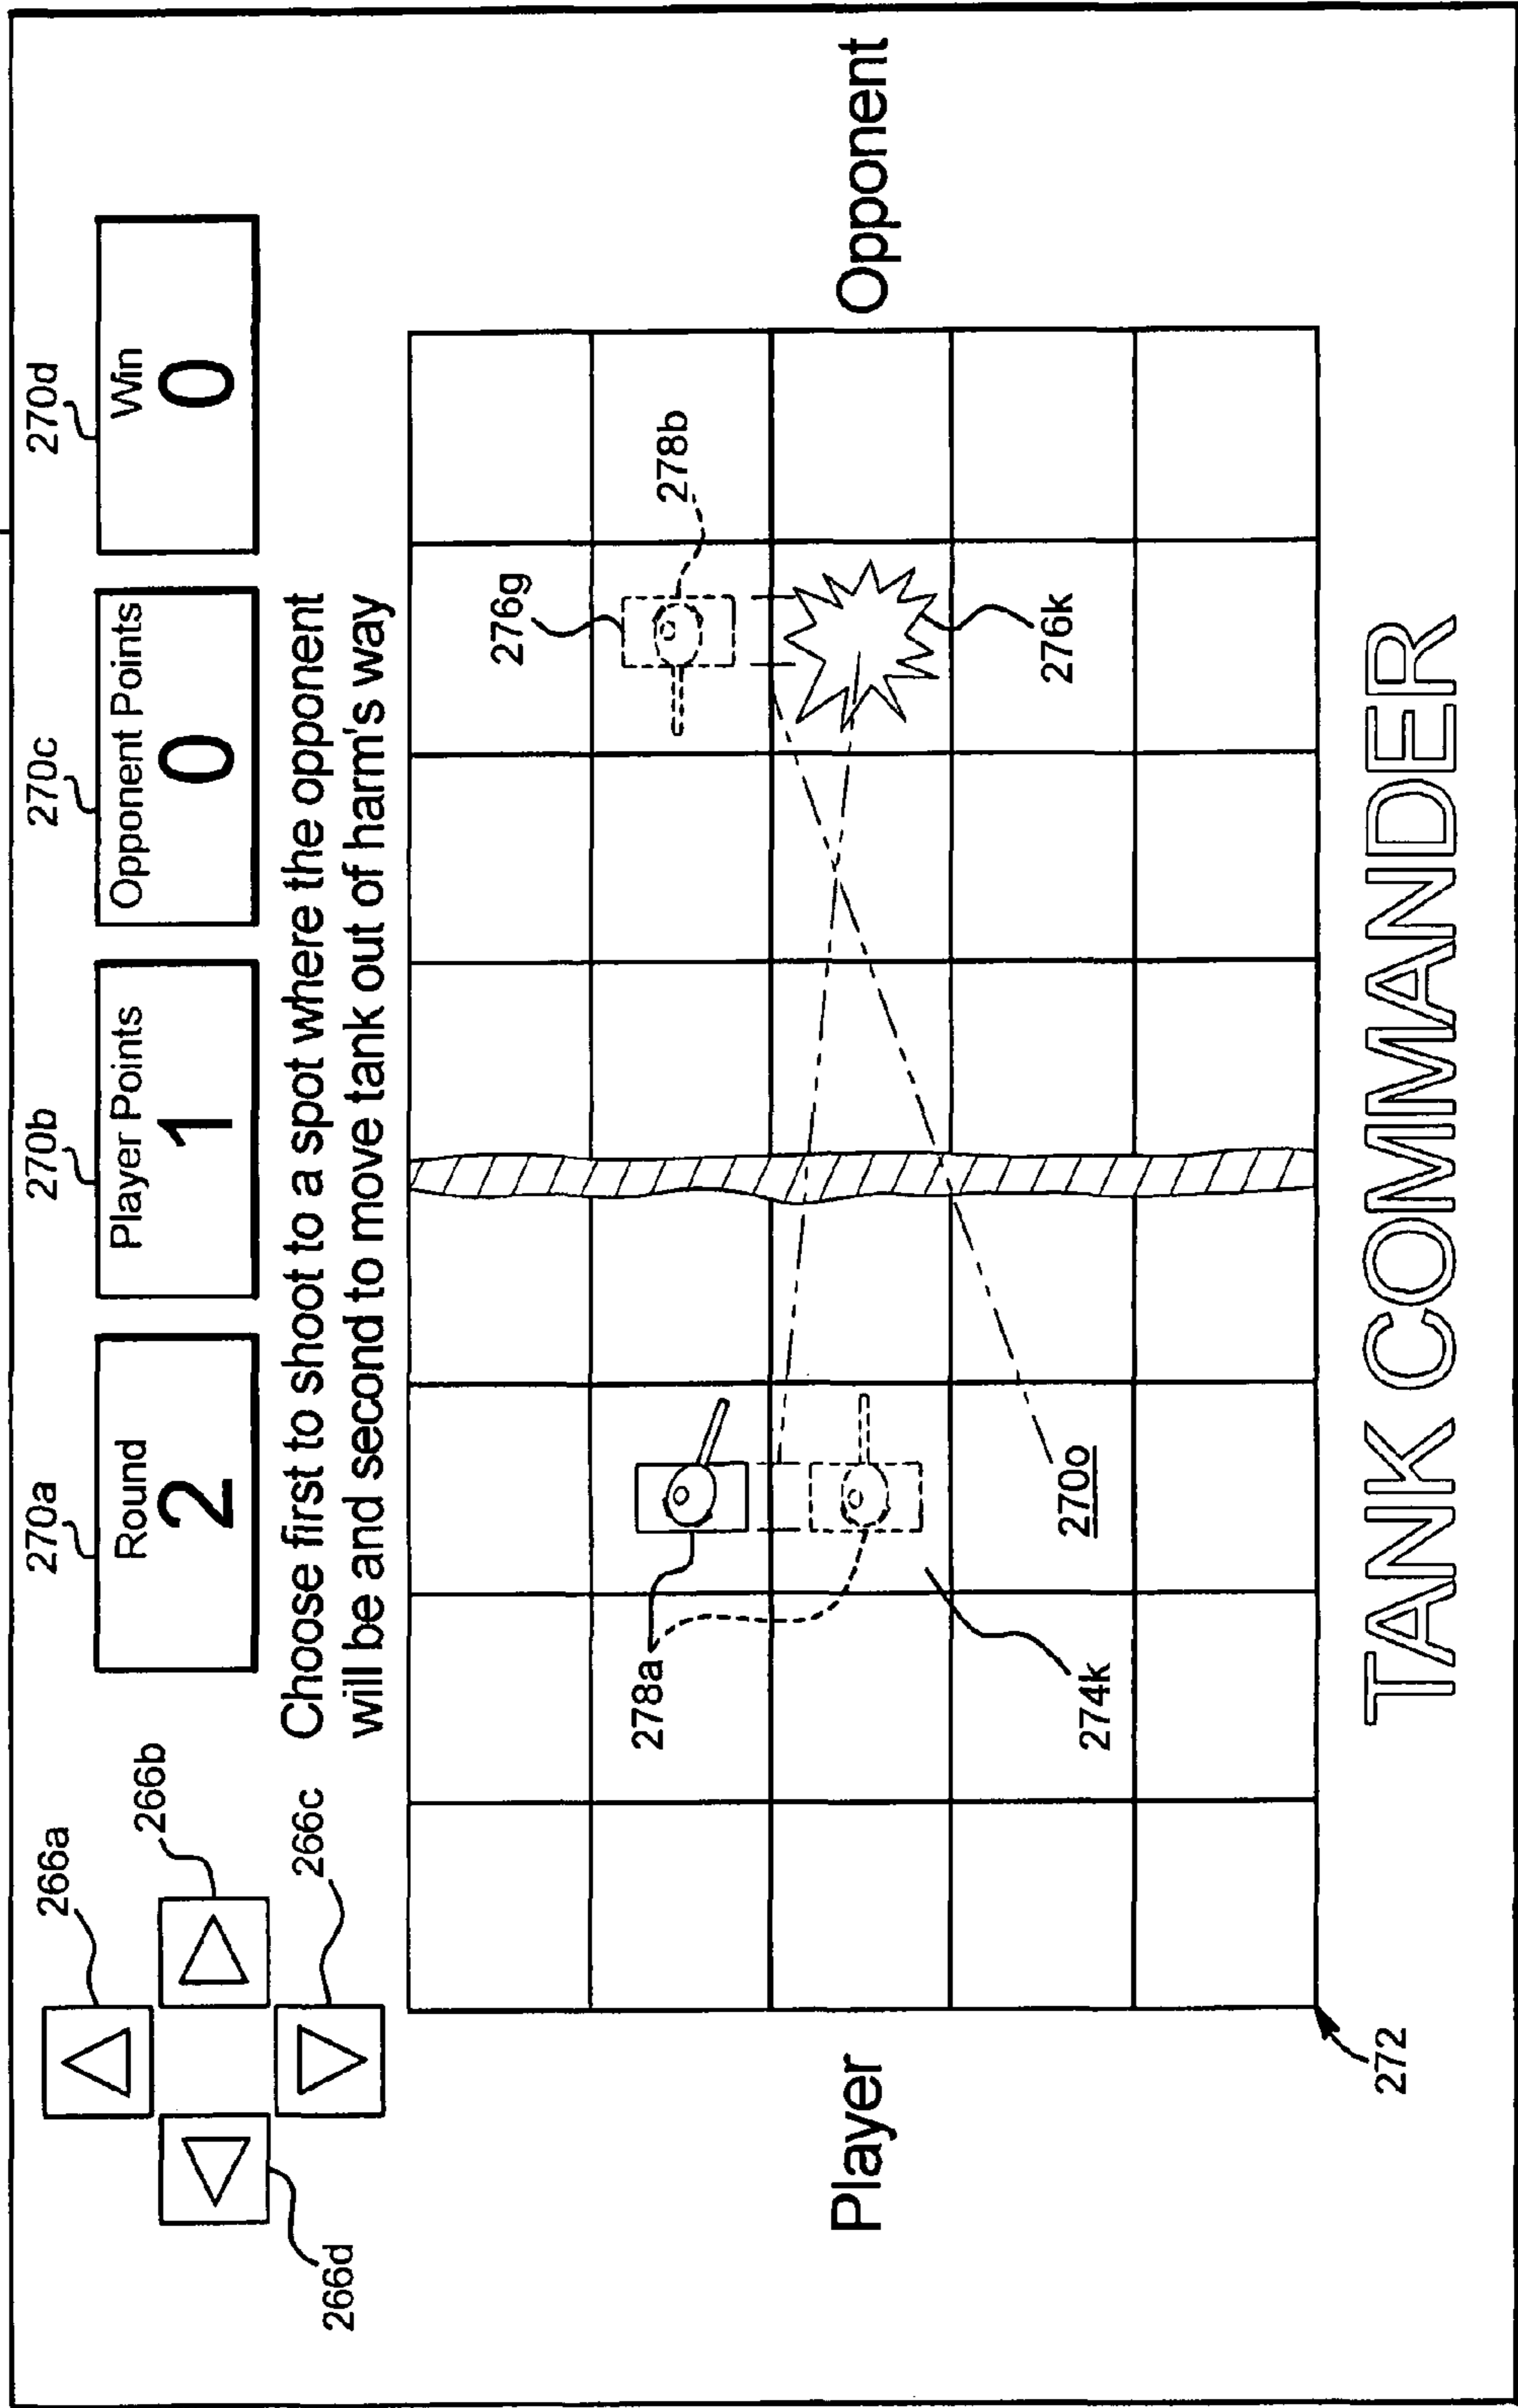 270a
270b
270c
270d
Round
2
Player Points
1
Opponent Points
0
Win
0
266a
266b
266c
266d
Choose first to shoot to a spot where the opponent
will be and second to move tank out of harm's way
Player
Opponent
276g
278b
278a
276k
274k
270o
272
TANK COMMANDER